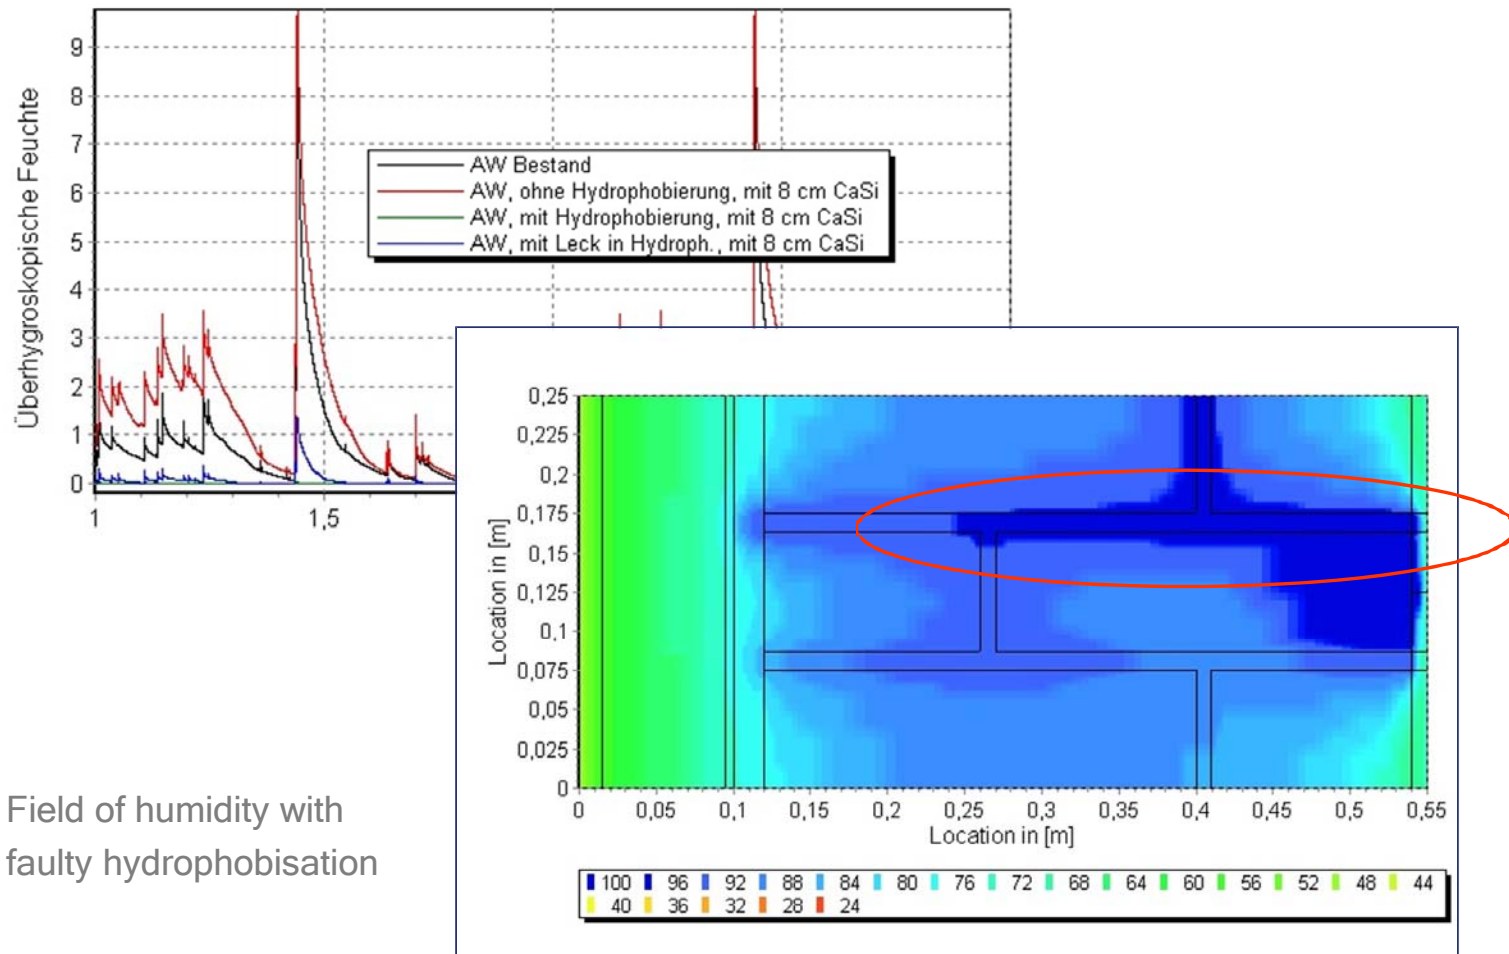 Überhygroskopische Feuchte
9
8
7
6
5
4
3
2
1
0
1
1,5
AW Bestand
AW, ohne Hydrophobierung, mit 8 cm CaSi
AW, mit Hydrophobierung, mit 8 cm CaSi
AW, mit Leck in Hydroph., mit 8 cm CaSi
Location in [m]
0,25
0,225
0,2
0,175
0,15
0,125
0,1
0,075
0,05
0,025
0
0 0,05 0,1 0,15 0,2 0,25 0,3 0,35 0,4 0,45 0,5 0,55
Location in [m]
100 96 92 88 84 80 76 72 68 64 60 56 52 48 44
40 36 32 28 24
Field of humidity with
faulty hydrophobisation